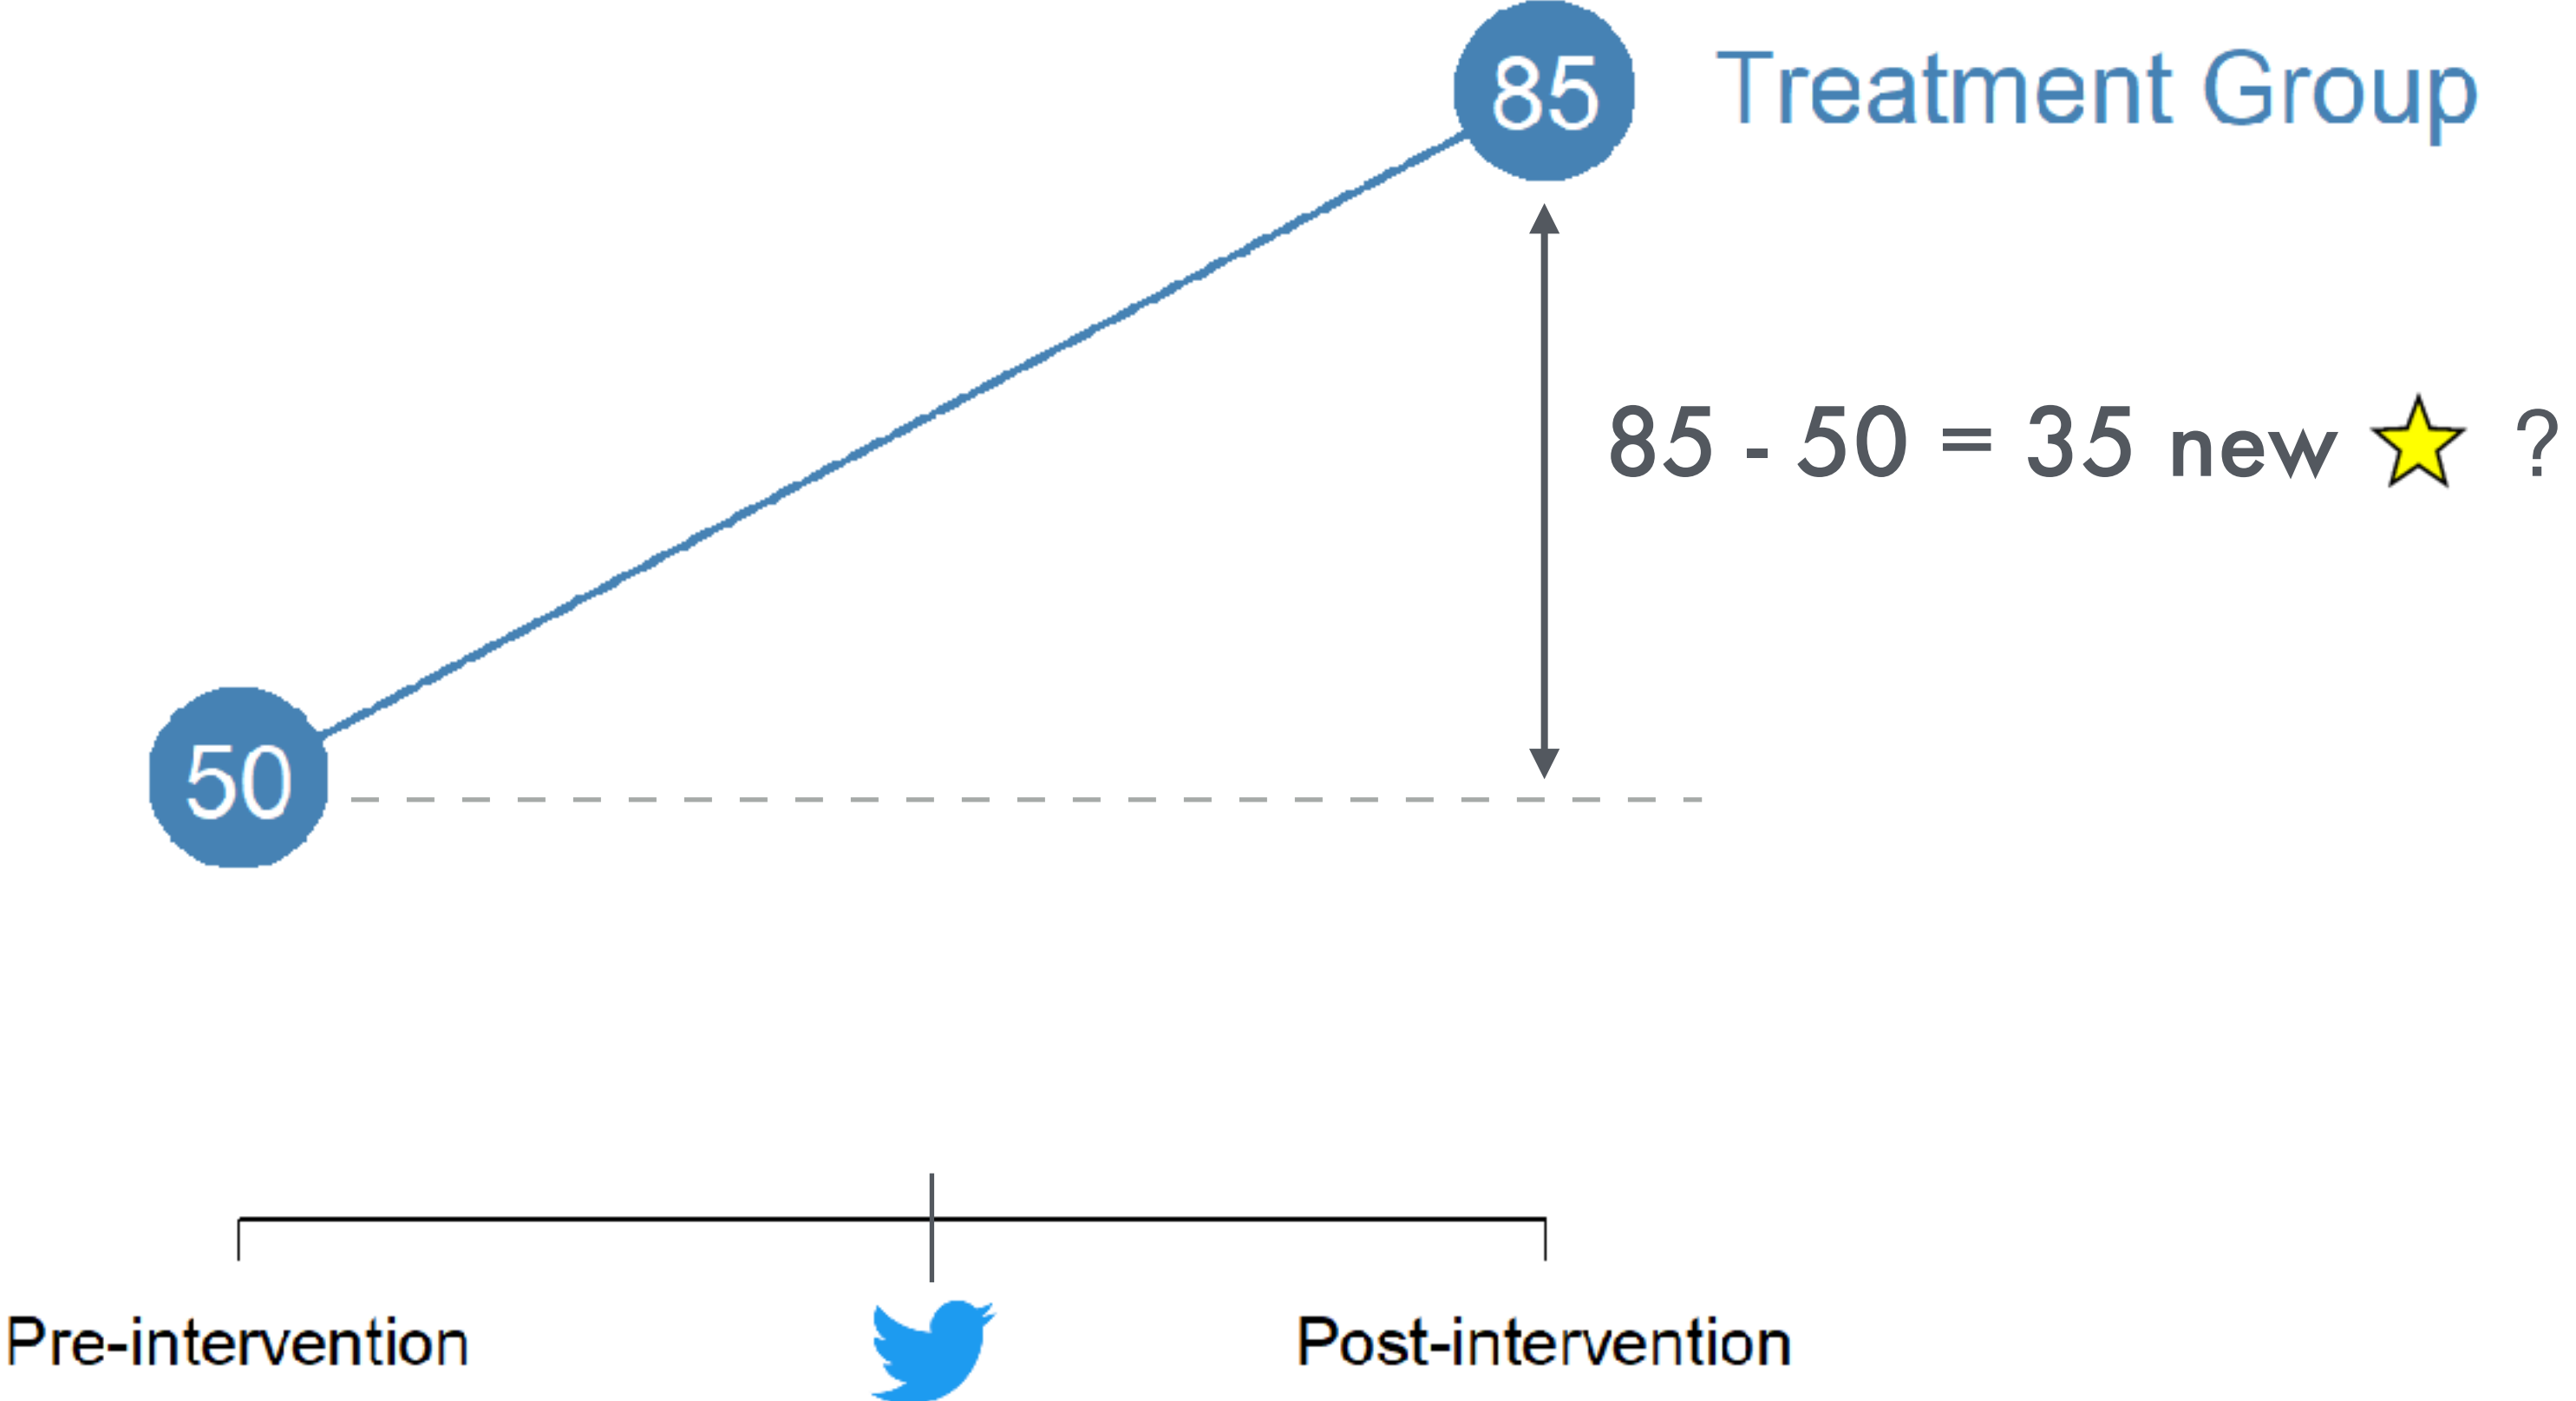 85 Treatment Group
85 - 50 = 35 new ?
50
Pre-intervention Post-intervention